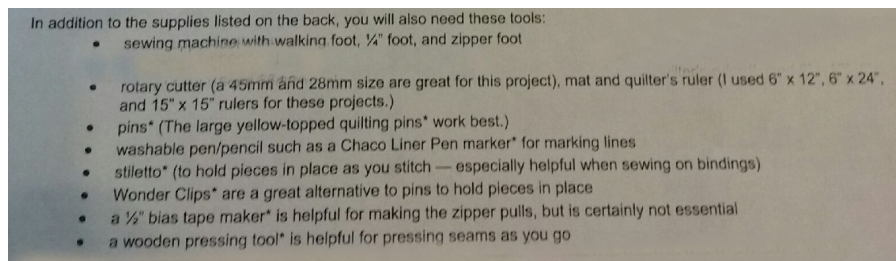 In addition to the supplies listed on the back, you will also need these tools:
• sewing machine with walking foot, ¼" foot, and zipper foot
• rotary cutter (a 45mm and 28mm size are great for this project), mat and quilter's ruler (I used 6" x 12", 6" x 24",
and 15" x 15" rulers for these projects.)
• pins* (The large yellow-topped quilting pins* work best.)
• washable pen/pencil such as a Chaco Liner Pen marker* for marking lines
• stiletto* (to hold pieces in place as you stitch — especially helpful when sewing on bindings)
• Wonder Clips* are a great alternative to pins to hold pieces in place
• a ½" bias tape maker* is helpful for making the zipper pulls, but is certainly not essential
• a wooden pressing tool* is helpful for pressing seams as you go